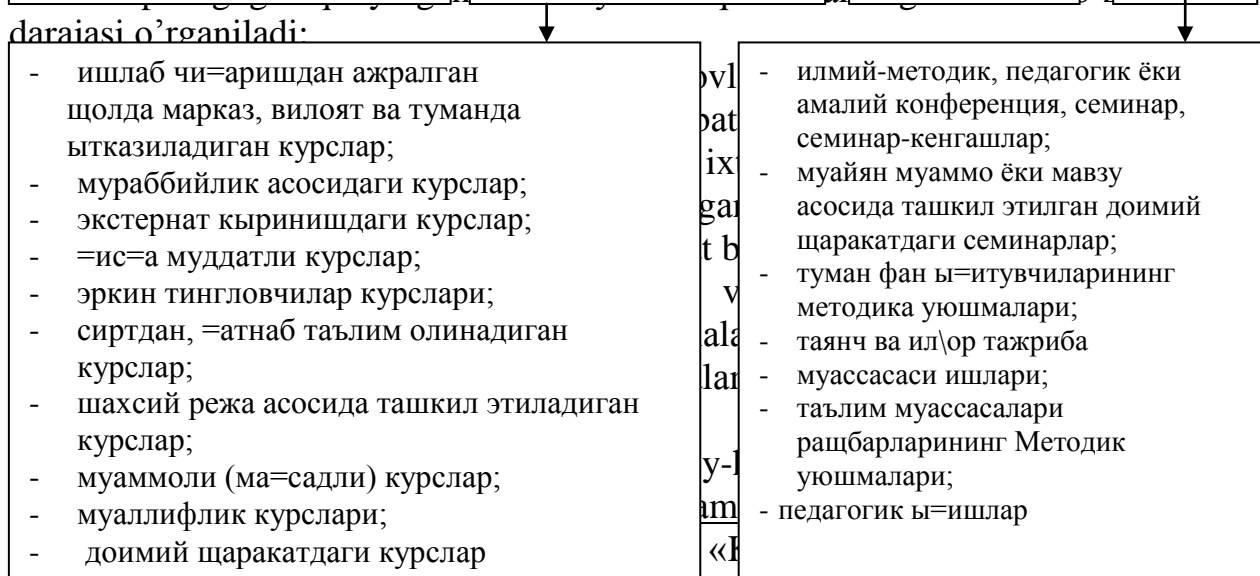 darajasi o’rganiladi:
- ишлаб чи=аришдан ажралган
щолда марказ, вилоят ва туманда
ытказиладиган курслар;
- мураббийлик асосидаги курслар;
- экстернат кыринишдаги курслар;
- =ис=а муддатли курслар;
- эркин тингловчилар курслари;
- сиртдан, =атнаб таълим олинадиган
курслар;
- шахсий режа асосида ташкил этиладиган
курслар;
- муаммоли (ма=садли) курслар;
- муаллифлик курслари;
- доимий щаракатдаги курслар
- илмий-методик, педагогик ёки
амалий конференция, семинар,
семинар-кенгашлар;
- муайян муаммо ёки мавзу
асосида ташкил этилган доимий
щаракатдаги семинарлар;
- туман фан ы=итувчиларининг
методика уюшмалари;
- таянч ва ил\ор тажриба
- муассасаси ишлари;
- таълим муассасалари
ращбарларининг Методик
уюшмалари;
- педагогик ы=ишлар